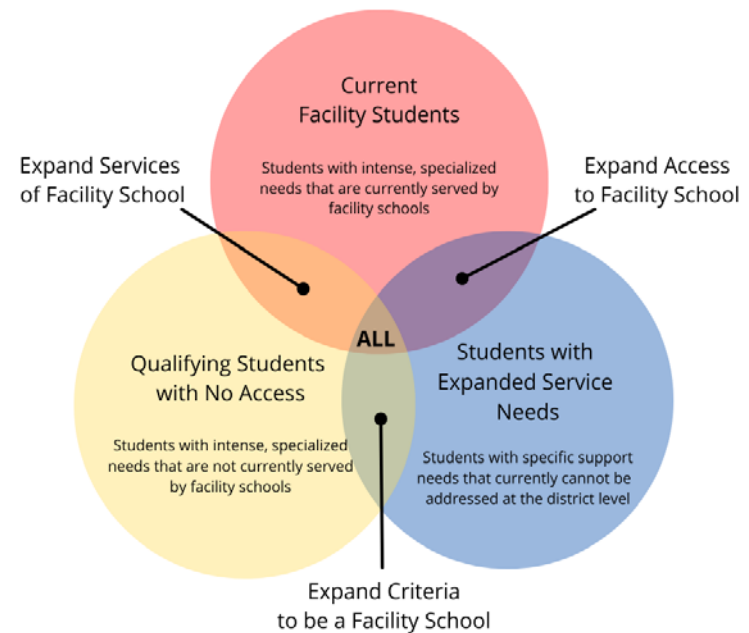 Current
Facility Students
Students with intense, specialized
needs that are currently served by
facility schools
Expand Services
of Facility School
Expand Access
to Facility School
ALL
Qualifying Students
with No Access
Students with intense, specialized
needs that are not currently served
by facility schools
Students with
Expanded Service
Needs
Students with specific support
needs that currently cannot be
addressed at the district level
Expand Criteria
to be a Facility School